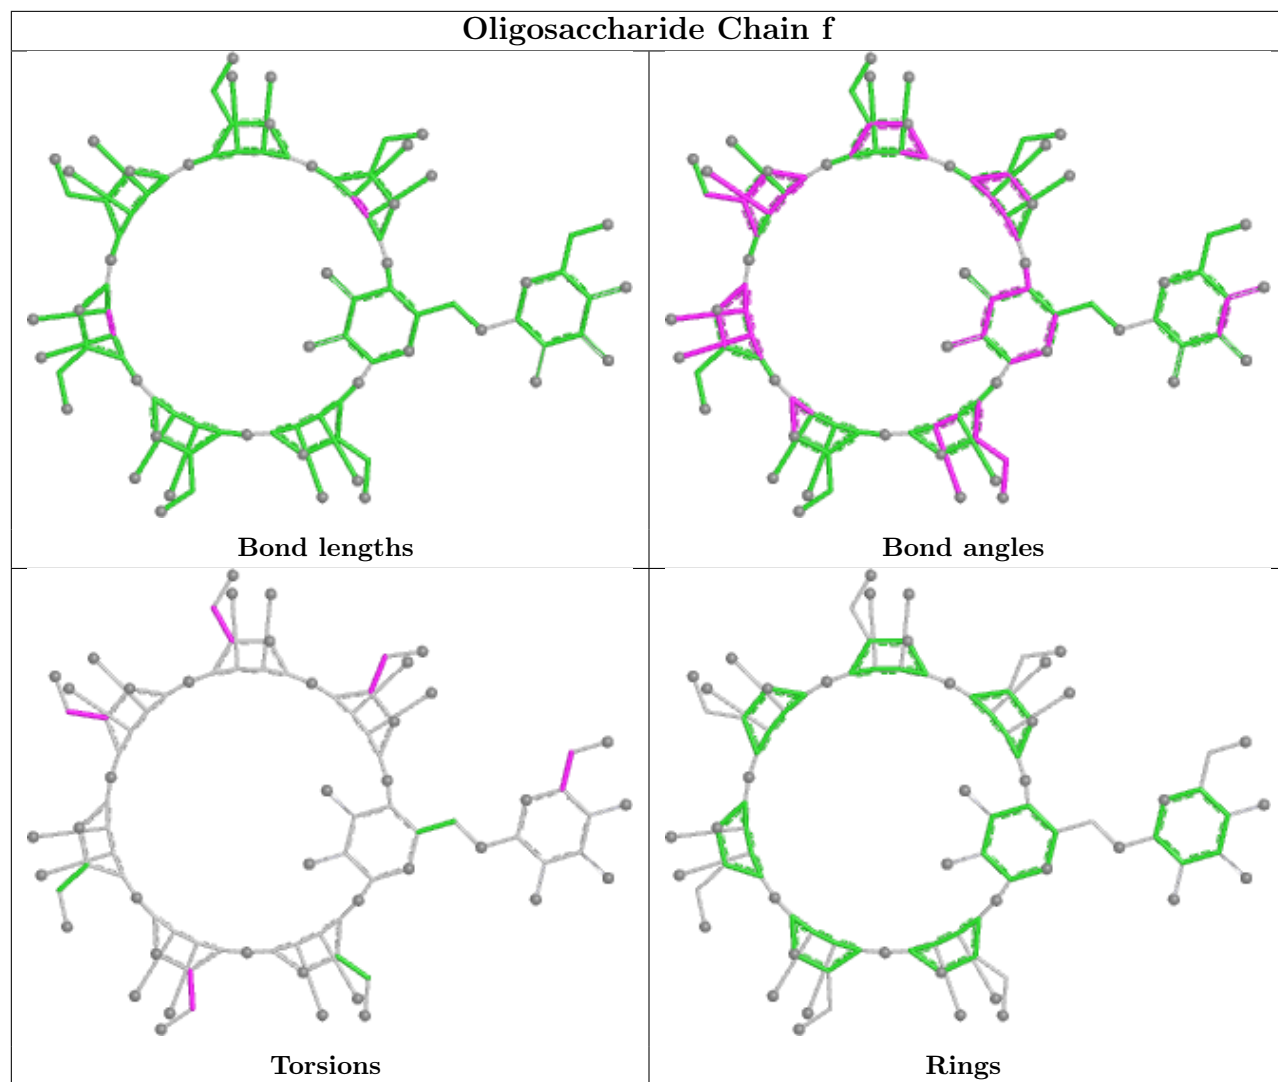 Oligosaccharide Chain f
Bond lengths
Bond angles
Torsions
Rings